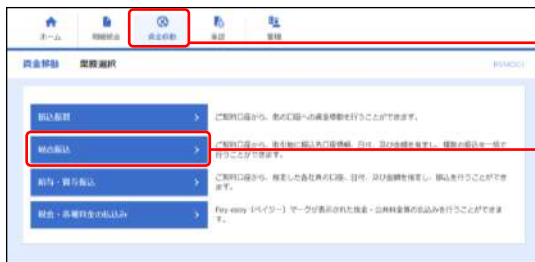 ホーム
明細照会
資金移動
承認
管理
資金移動 業務選択
振込振替
ご契約口座から、他の口座への資金移動を行うことができます。
総合振込
ご契約口座から、取引毎に振込先口座情報、日付、及び金額を指定し、複数の振込を一括で
行うことができます。
給与・賞与振込
ご契約口座から、指定した各社員の口座、日付、及び金額を指定し、振込を行うことができ
ます。
税金・各種料金の払込み
Pay-easy（ペイジー）マークが表示された税金・公共料金等の払込みを行うことができま
す。